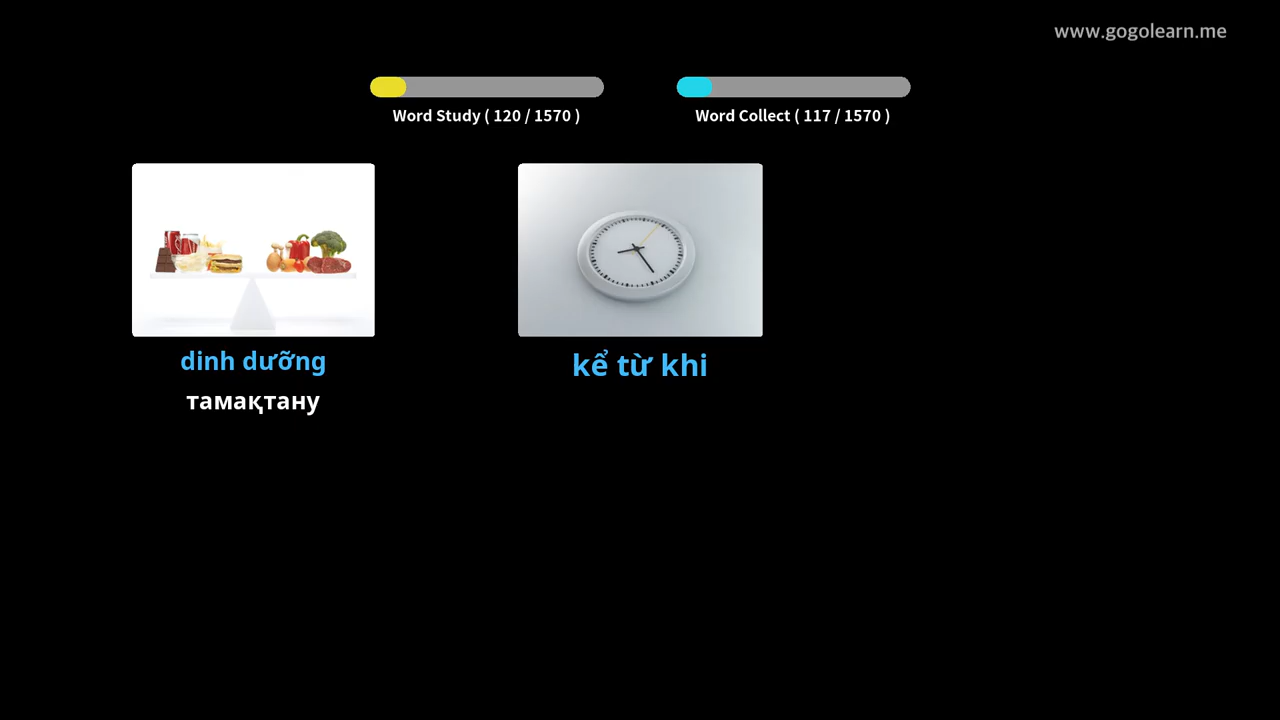 www.gogolearn.me
Word Study ( 120 / 1570 )
Word Collect ( 117 / 1570 )
dinh dưỡng
тамақтану
kể từ khi